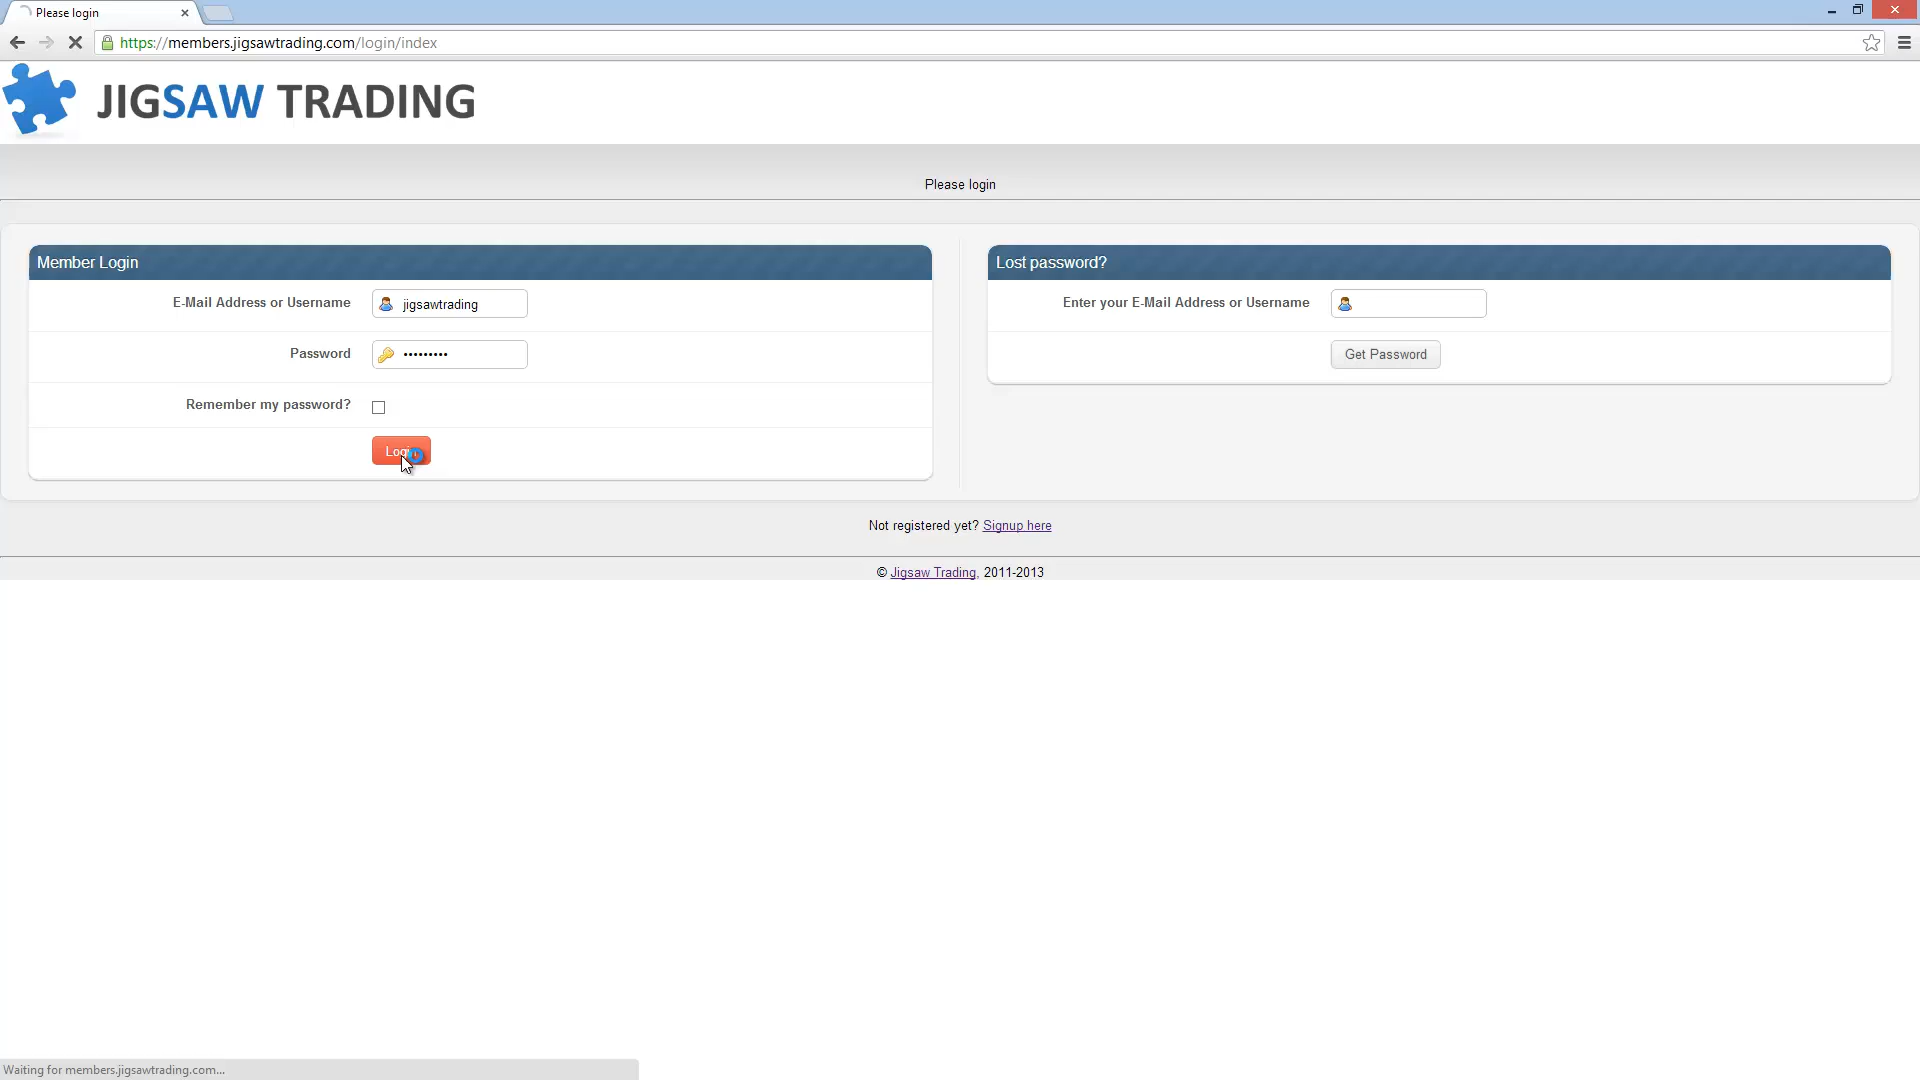 Please login
https://members.jigsawtrading.com/login/index
JIGSAW TRADING
Please login
Member Login
Lost password?
E-Mail Address or Username
jigsawtrading
Enter your E-Mail Address or Username
Password
•••••••••
Get Password
Remember my password?
Not registered yet? Signup here
© Jigsaw Trading, 2011-2013
Waiting for members.jigsawtrading.com...